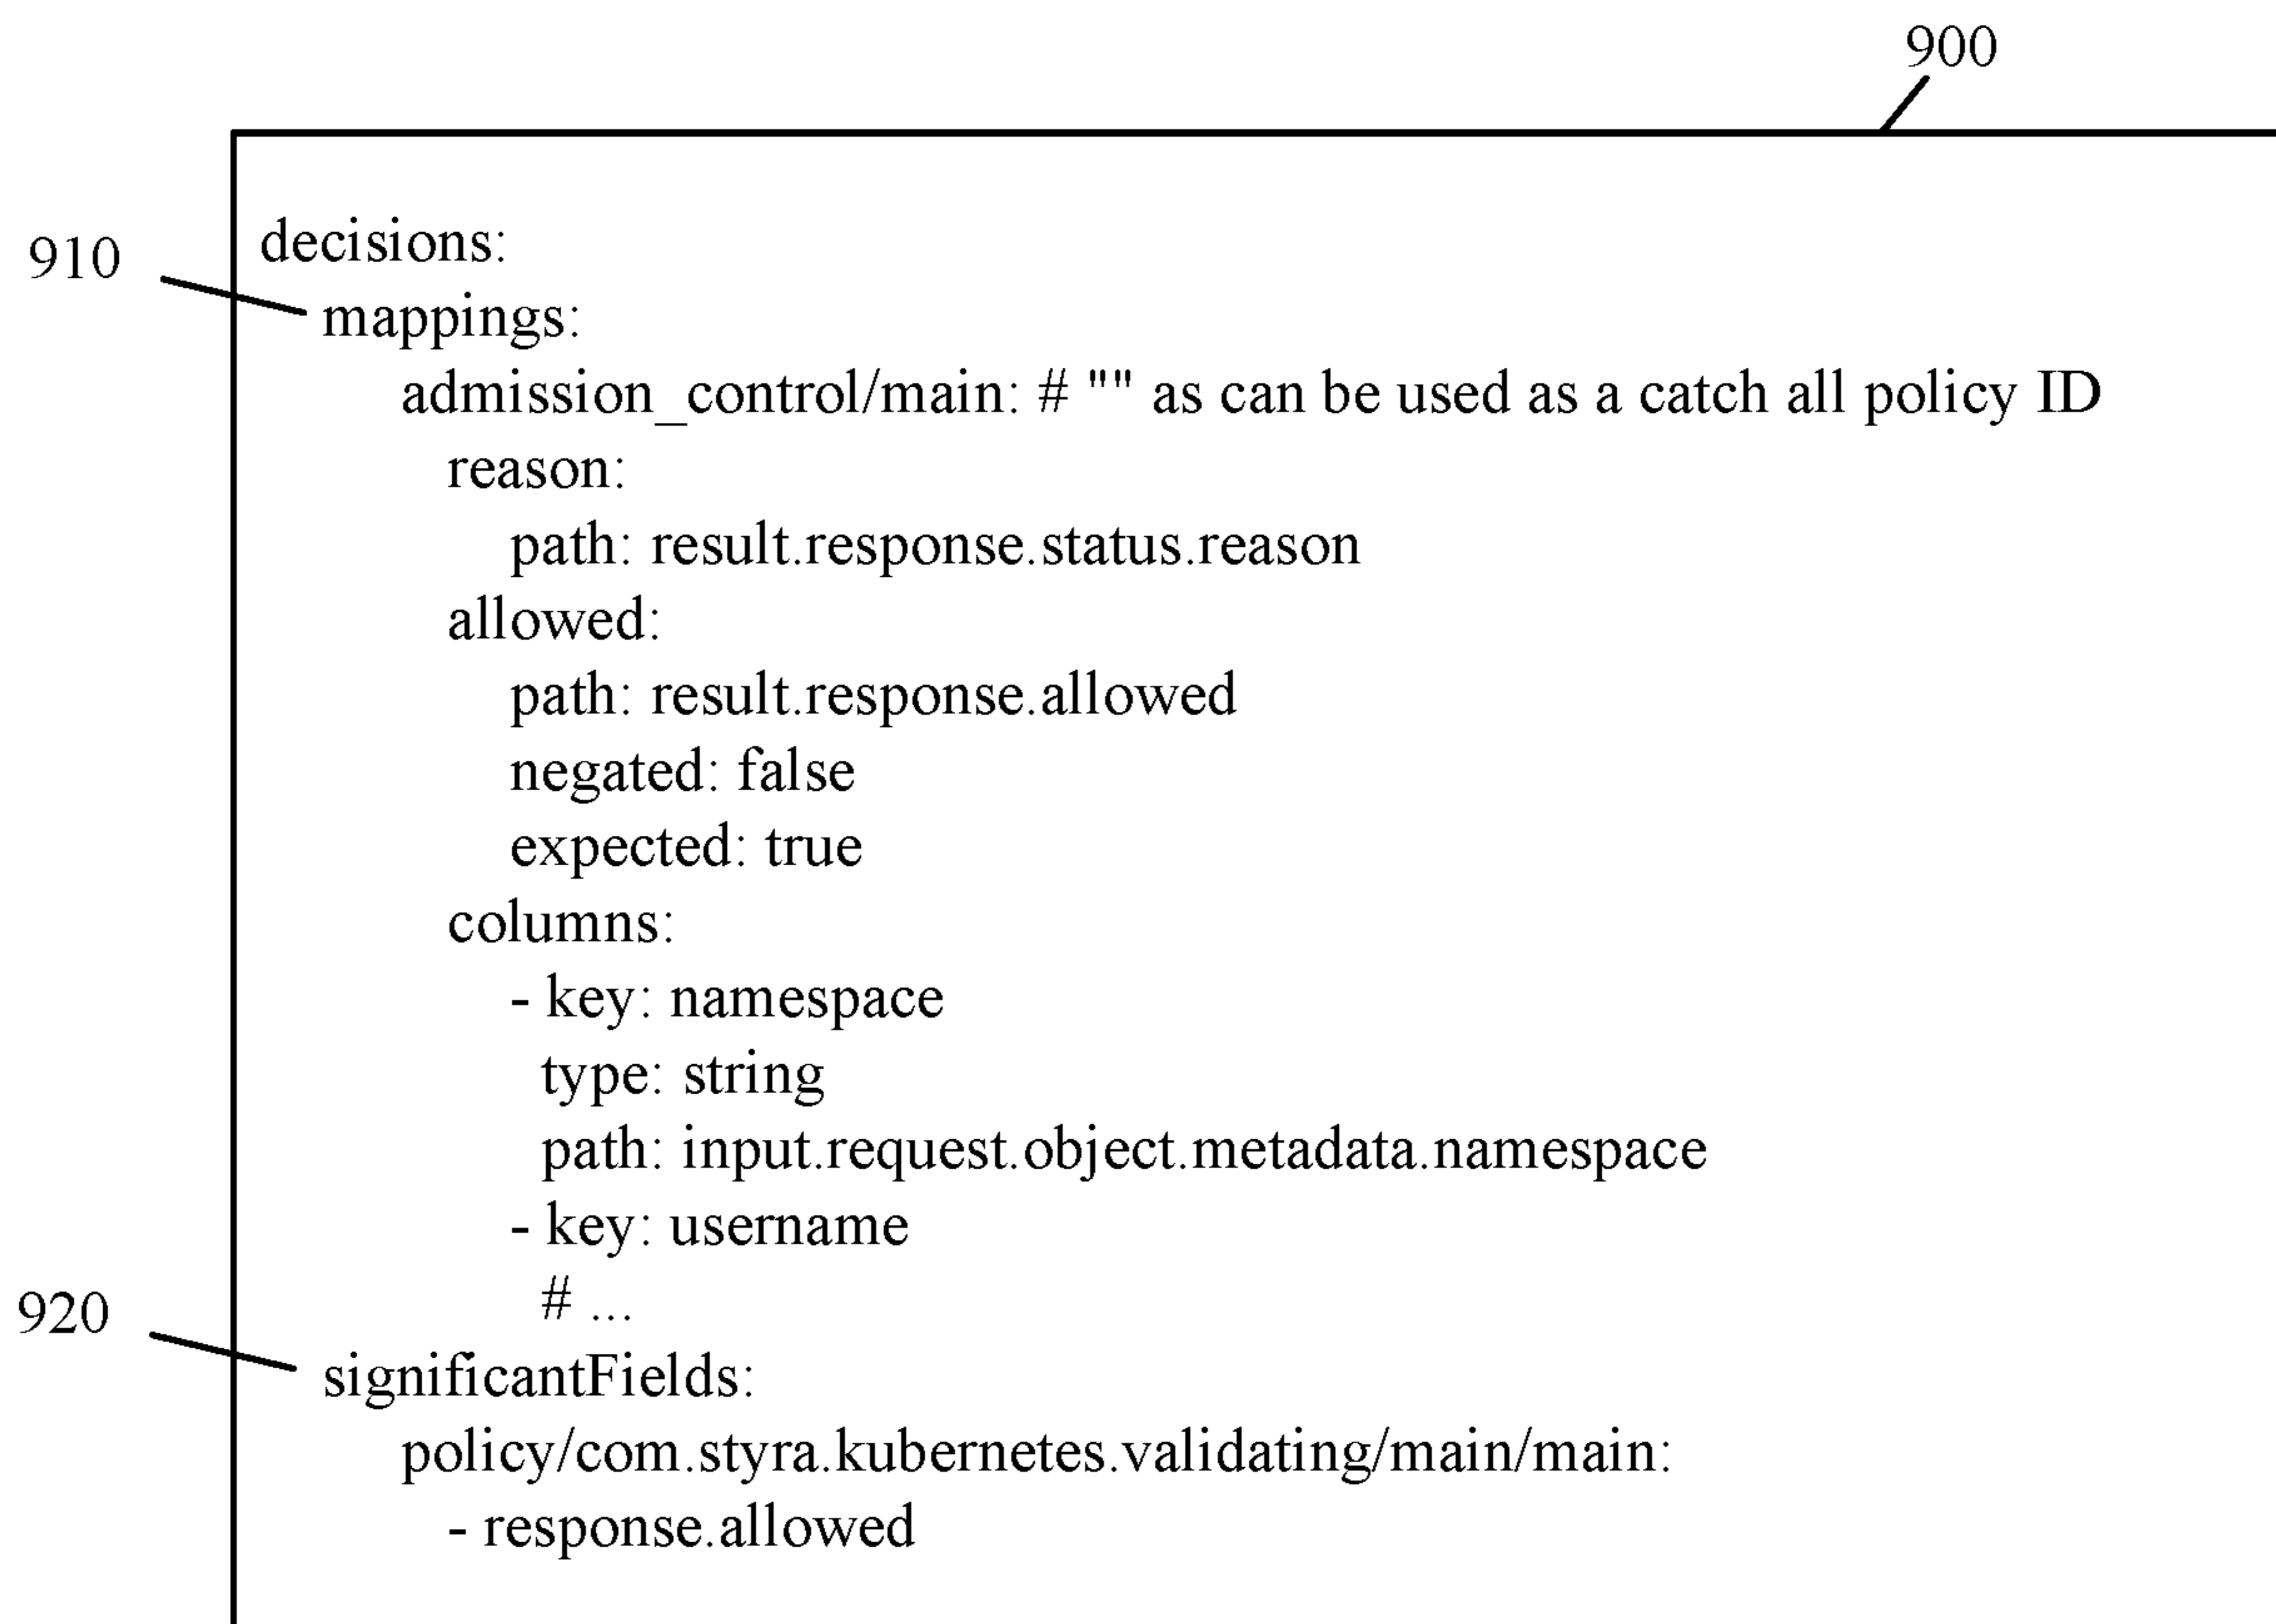 900
910
decisions:
mappings:
admission_control/main: # "" as can be used as a catch all policy ID
reason:
path: result.response.status.reason
allowed:
path: result.response.allowed
negated: false
expected: true
columns:
- key: namespace
type: string
path: input.request.object.metadata.namespace
- key: username
# ...
920
significantFields:
policy/com.styra.kubernetes.validating/main/main:
- response.allowed